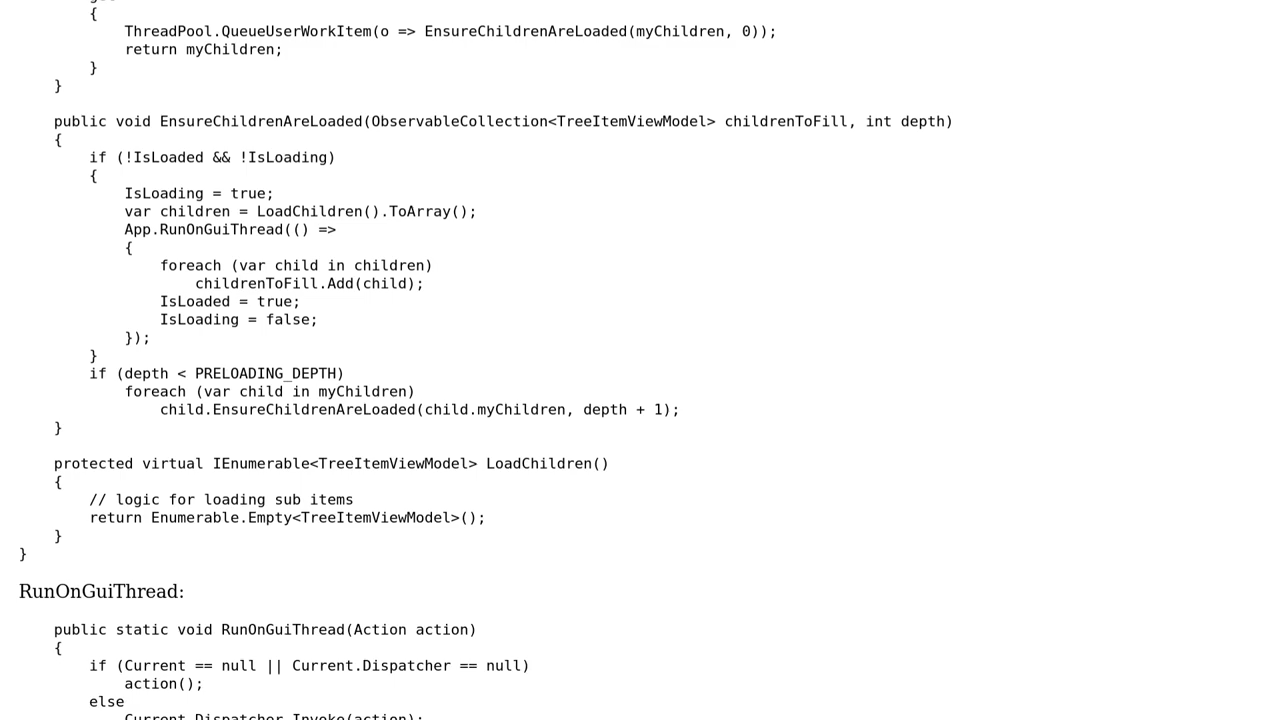 {
ThreadPool.QueueUserWorkItem(o => EnsureChildrenAreLoaded(myChildren, 0));
return myChildren;
}
}
public void EnsureChildrenAreLoaded(ObservableCollection<TreeItemViewModel> childrenToFill, int depth)
{
if (!IsLoaded && !IsLoading)
{
IsLoading = true;
var children = LoadChildren().ToArray();
App.RunOnGuiThread(() =>
{
foreach (var child in children)
childrenToFill.Add(child);
IsLoaded = true;
IsLoading = false;
});
}
if (depth < PRELOADING_DEPTH)
foreach (var child in myChildren)
child.EnsureChildrenAreLoaded(child.myChildren, depth + 1);
}
protected virtual IEnumerable<TreeItemViewModel> LoadChildren()
{
// logic for loading sub items
return Enumerable.Empty<TreeItemViewModel>();
}
}
RunOnGuiThread:
public static void RunOnGuiThread(Action action)
{
if (Current == null || Current.Dispatcher == null)
action();
else
Current.Dispatcher.Invoke(action);